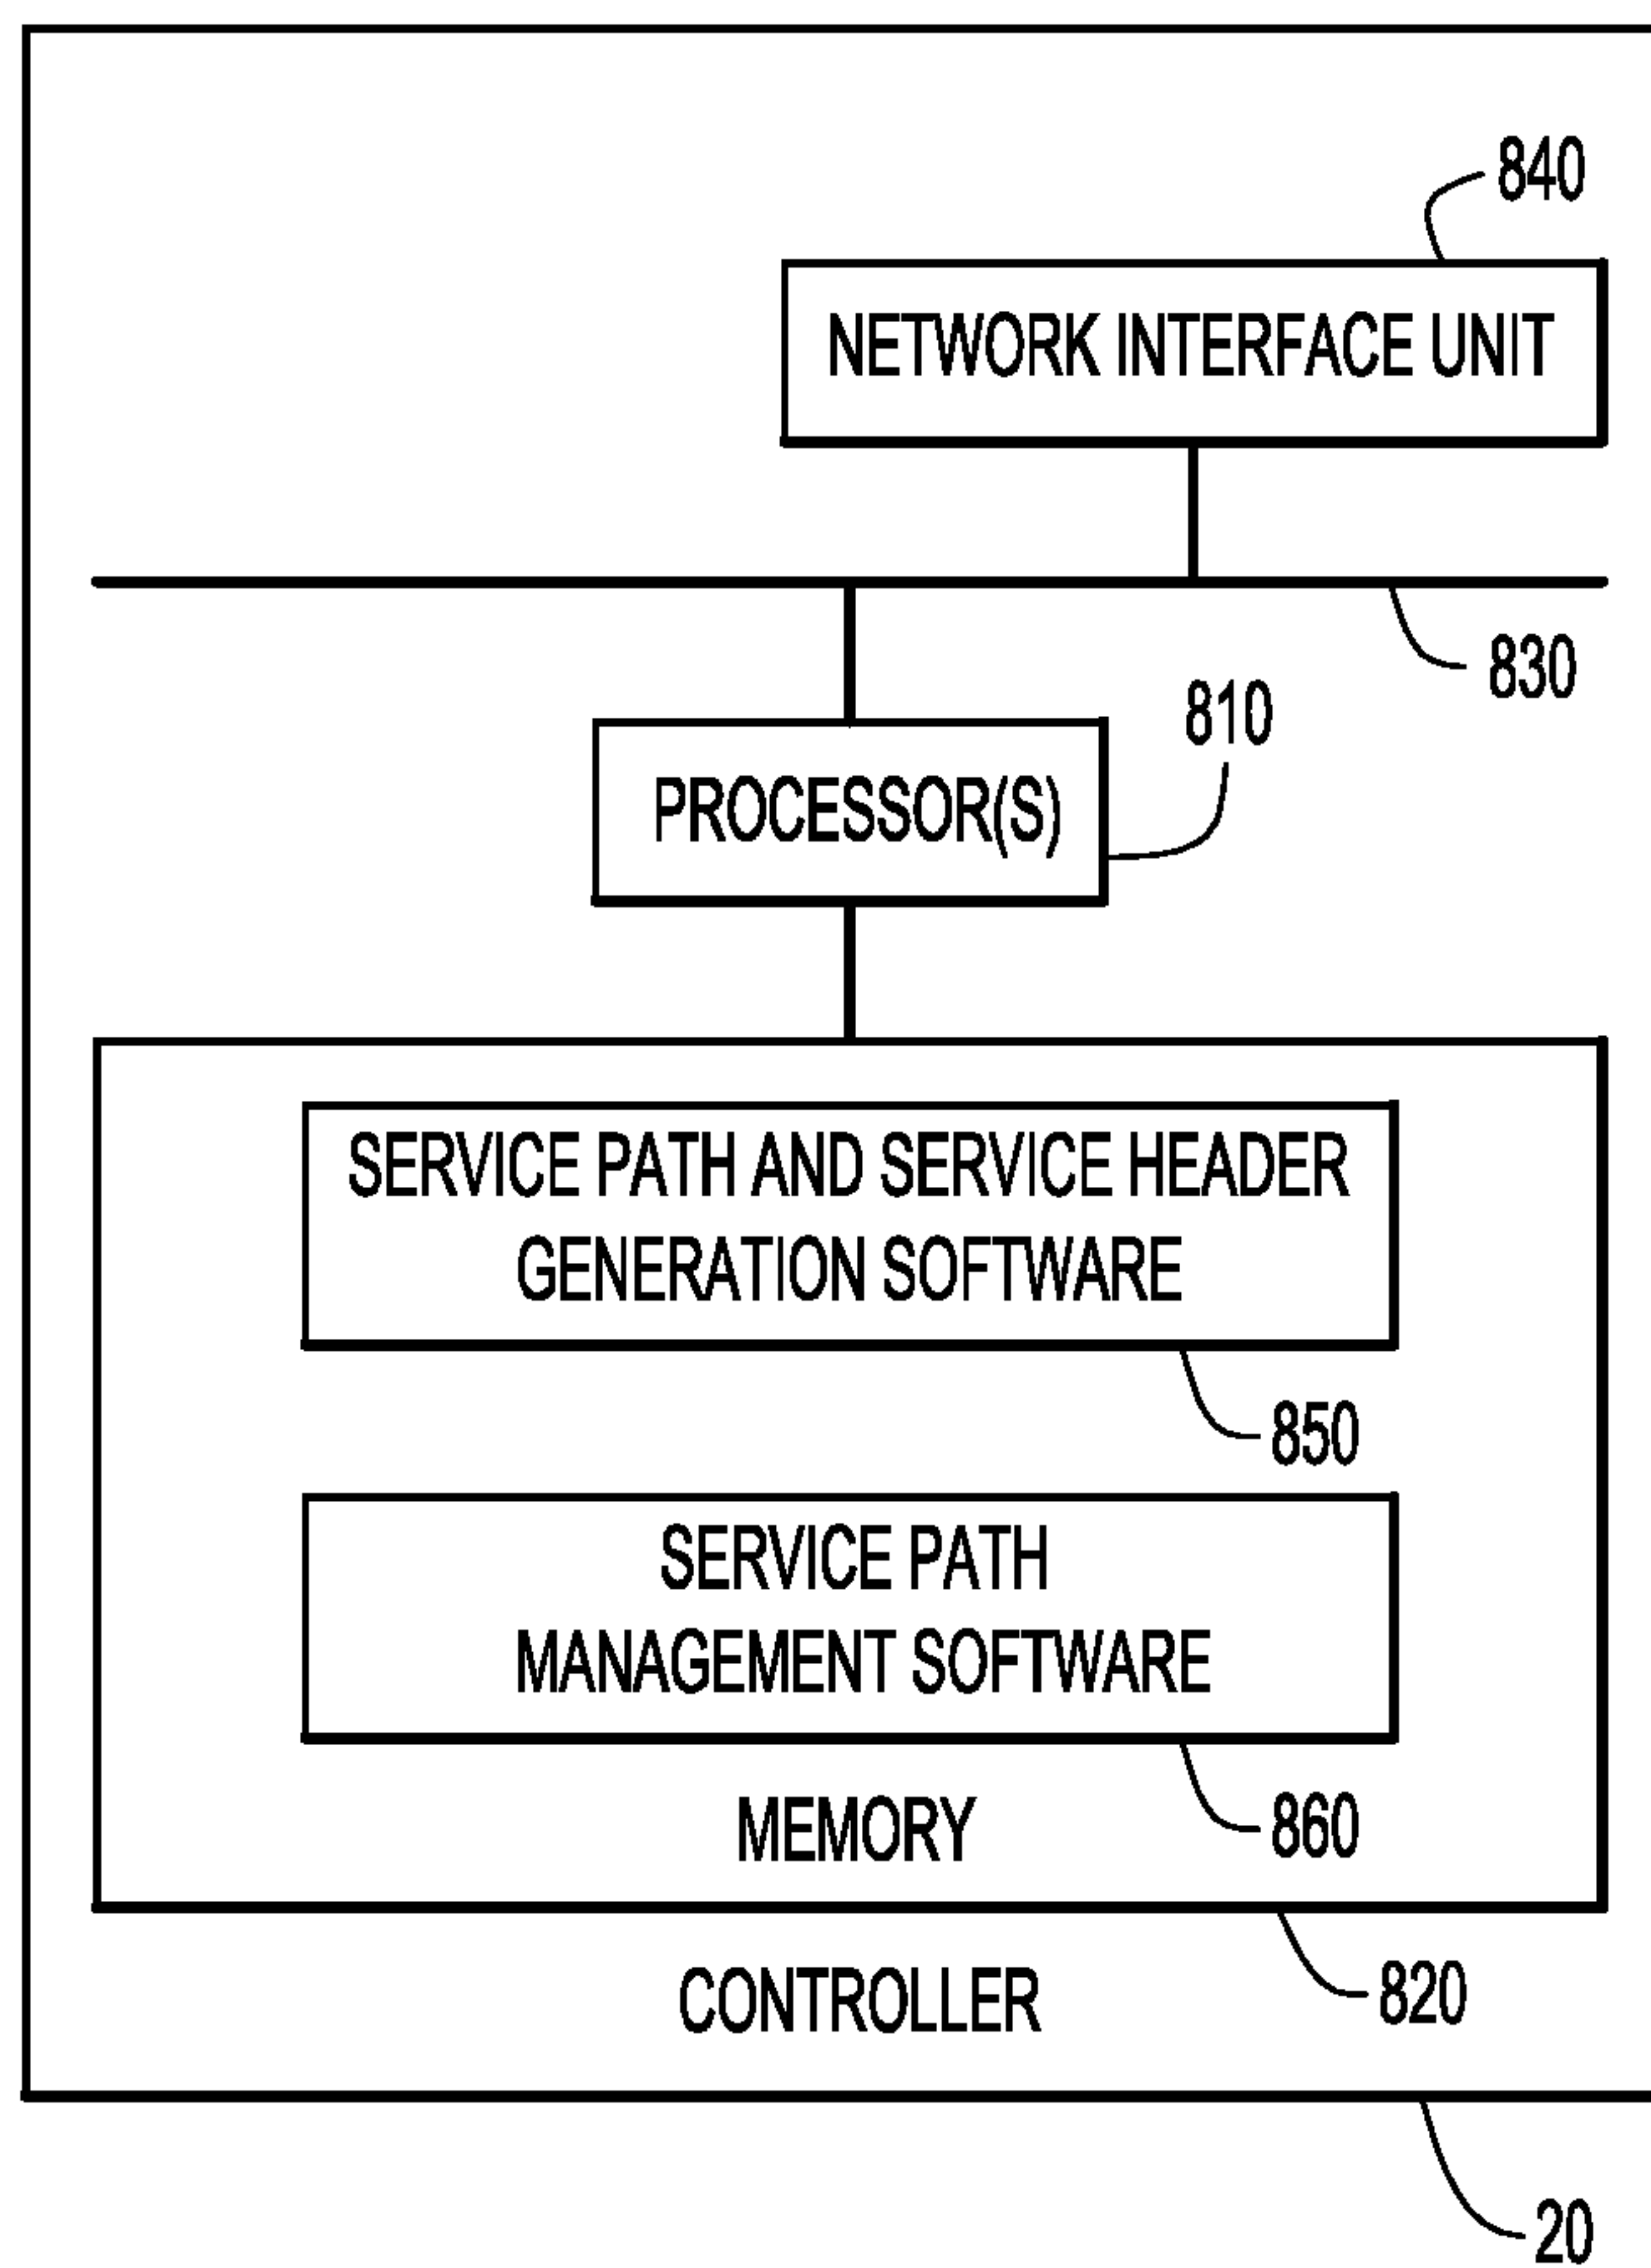 840
NETWORK INTERFACE UNIT
830
810
PROCESSOR(S)
SERVICE PATH AND SERVICE HEADER
GENERATION SOFTWARE
850
SERVICE PATH
MANAGEMENT SOFTWARE
860
MEMORY
820
CONTROLLER
20